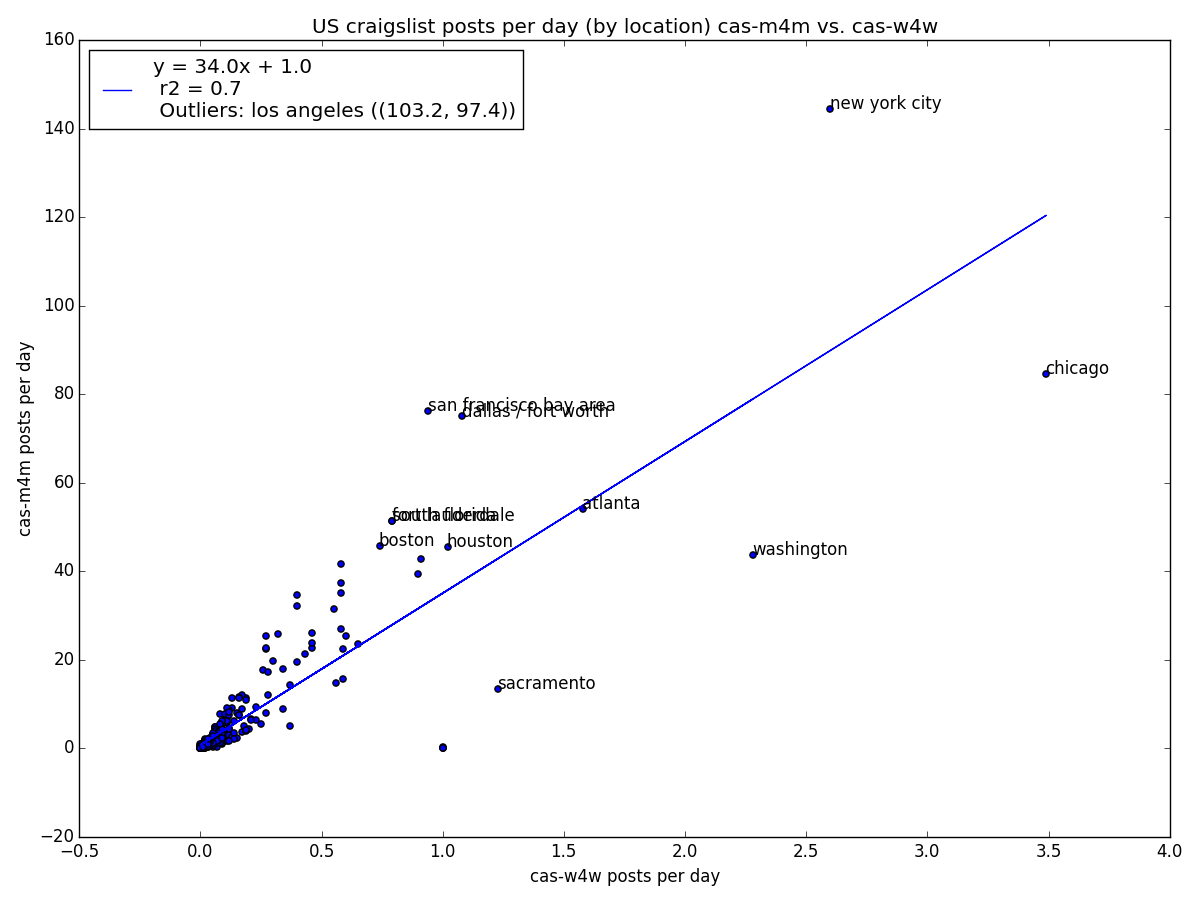 US craigslist posts per day (by location) cas-m4m vs. cas-w4w
y = 34.0x + 1.0
r2 = 0.7
Outliers: los angeles ((103.2, 97.4))
160
140
120
100
80
60
40
20
0
−20
cas-m4m posts per day
new york city
chicago
san francisco bay area
dallas / fort worth
atlanta
south florida
fort lauderdale
boston
houston
washington
sacramento
−0.5
0.0
0.5
1.0
1.5
2.0
2.5
3.0
3.5
4.0
cas-w4w posts per day